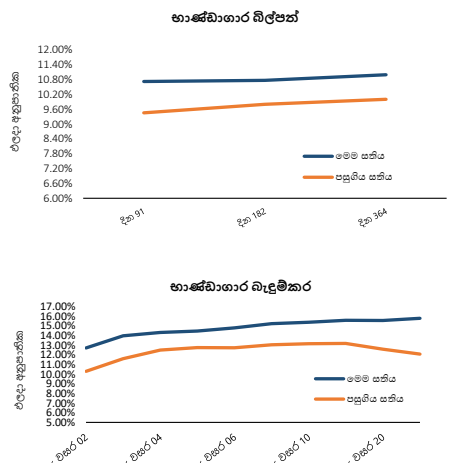 භාණ්ඩාගාර බිල්පත්
ඵලදා අනුපාතික
12.00%
11.40%
10.80%
10.20%
9.60%
9.00%
8.40%
7.80%
7.20%
6.60%
6.00%
මෙම සතිය
පසුගිය සතිය
දින 91
දින 182
දින 364
භාණ්ඩාගාර බැඳුම්කර
ඵලදා අනුපාතික
17.00%
16.00%
15.00%
14.00%
13.00%
12.00%
11.00%
10.00%
9.00%
8.00%
7.00%
6.00%
5.00%
මෙම සතිය
පසුගිය සතිය
වසර 02
වසර 04
වසර 06
වසර 10
වසර 20